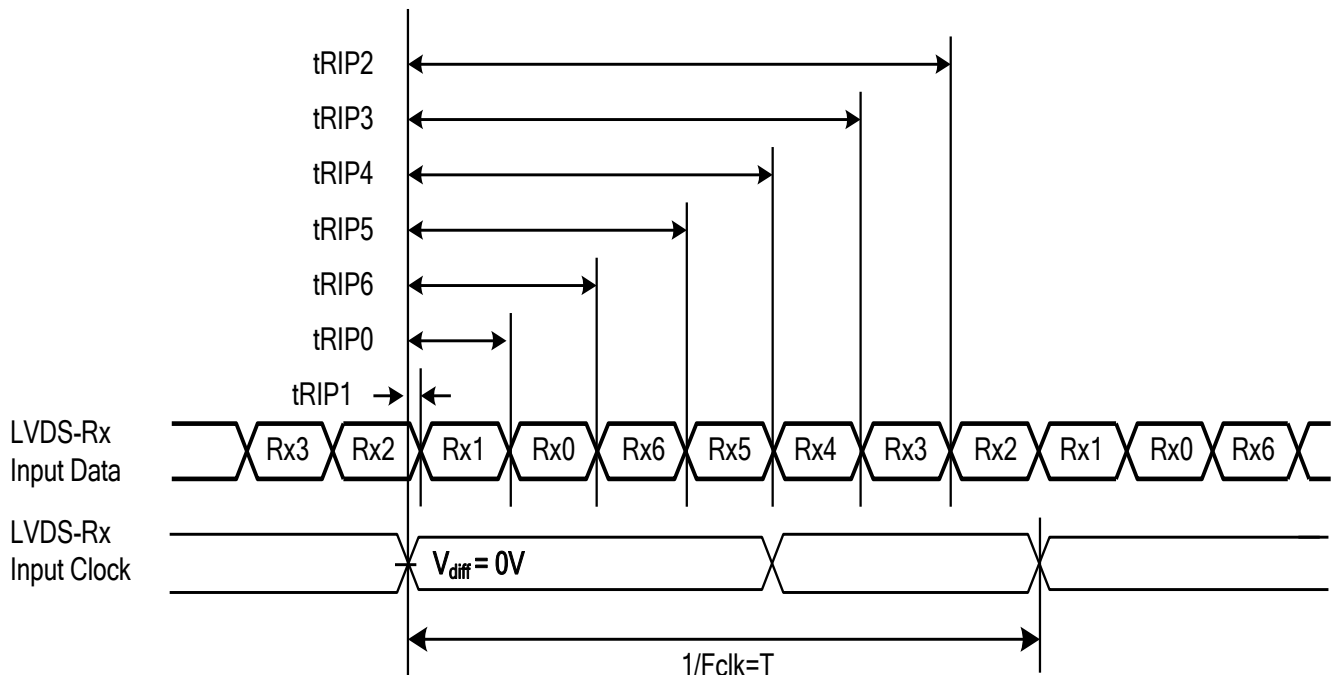 tRIP2
tRIP3
tRIP4
tRIP5
tRIP6
tRIP0
tRIP1
LVDS-Rx
Input Data
Rx3 Rx2 Rx1 Rx0 Rx6 Rx5 Rx4 Rx3 Rx2 Rx1 Rx0 Rx6
LVDS-Rx
Input Clock
Vdiff = 0V
1/Fclk=T